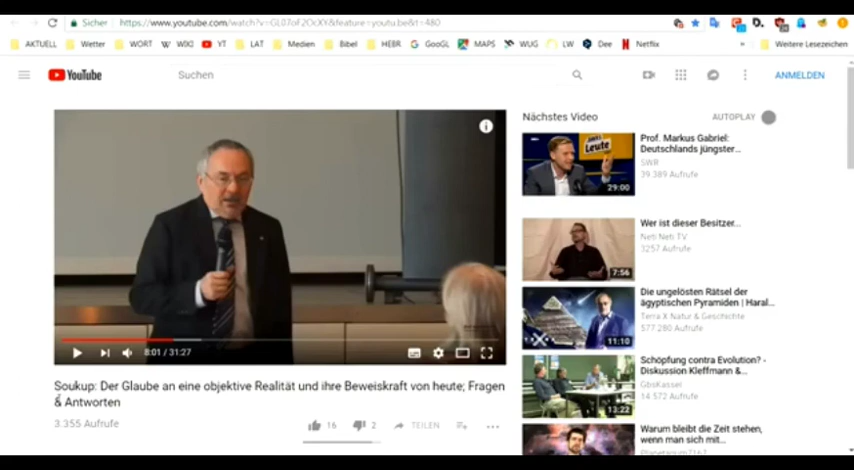 Sicher
https://www.youtube.com/watch?v=GL07oF2OcXY&feature=youtu.be&t=480
AKTUELL Wetter WORT WIKI YT LAT Medien Bibel HEBR GooGL MAPS WUG LW Dee Netflix » Weitere Lesezeichen
YouTube
Suchen
ANMELDEN
Nächstes Video
AUTOPLAY
Leute
29:00
Prof. Markus Gabriel:
Deutschlands jüngster...
SWR
39 389 Aufrufe
7:56
Wer ist dieser Besitzer...
Neti Neti TV
3257 Aufrufe
11:10
Die ungelösten Rätsel der
ägyptischen Pyramiden | Haral...
Terra X Natur & Geschichte
577.280 Aufrufe
13:22
Schöpfung contra Evolution? -
Diskussion Kleffmann &...
GbsKassel
14 572 Aufrufe
Warum bleibt die Zeit stehen,
wenn man sich mit...
8:01 / 31:27
Soukup: Der Glaube an eine objektive Realität und ihre Beweiskraft von heute; Fragen
& Antworten
3.355 Aufrufe
16
2
TEILEN